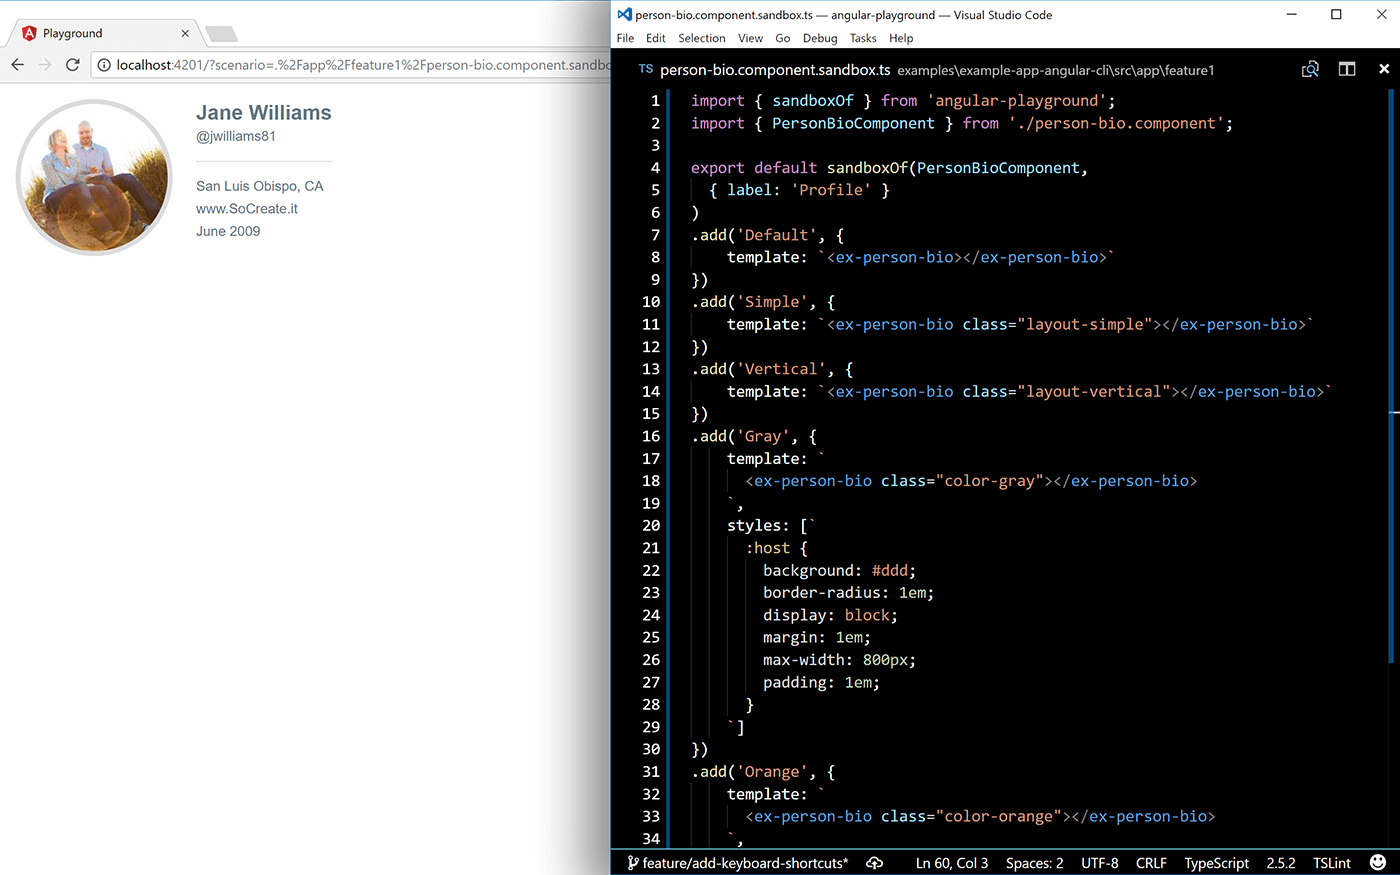 Playground
localhost:4201/?scenario=.%2Fapp%2Ffeature1%2Fperson-bio.component.sandbo
Jane Williams
@jwilliams81
San Luis Obispo, CA
www.SoCreate.it
June 2009
person-bio.component.sandbox.ts — angular-playground — Visual Studio Code
File Edit Selection View Go Debug Tasks Help
TS person-bio.component.sandbox.ts examples\example-app-angular-cli\src\app\feature1
1 import { sandboxOf } from 'angular-playground';
2 import { PersonBioComponent } from './person-bio.component';
3
4 export default sandboxOf(PersonBioComponent,
5 { label: 'Profile' }
6 )
7 .add('Default', {
8 template: `<ex-person-bio></ex-person-bio>`
9 })
10 .add('Simple', {
11 template: `<ex-person-bio class="layout-simple"></ex-person-bio>`
12 })
13 .add('Vertical', {
14 template: `<ex-person-bio class="layout-vertical"></ex-person-bio>`
15 })
16 .add('Gray', {
17 template: `
18 <ex-person-bio class="color-gray"></ex-person-bio>
19 `,
20 styles: [`
21 :host {
22 background: #ddd;
23 border-radius: 1em;
24 display: block;
25 margin: 1em;
26 max-width: 800px;
27 padding: 1em;
28 }
29 `]
30 })
31 .add('Orange', {
32 template: `
33 <ex-person-bio class="color-orange"></ex-person-bio>
34 `,
feature/add-keyboard-shortcuts* Ln 60, Col 3 Spaces: 2 UTF-8 CRLF TypeScript 2.5.2 TSLint